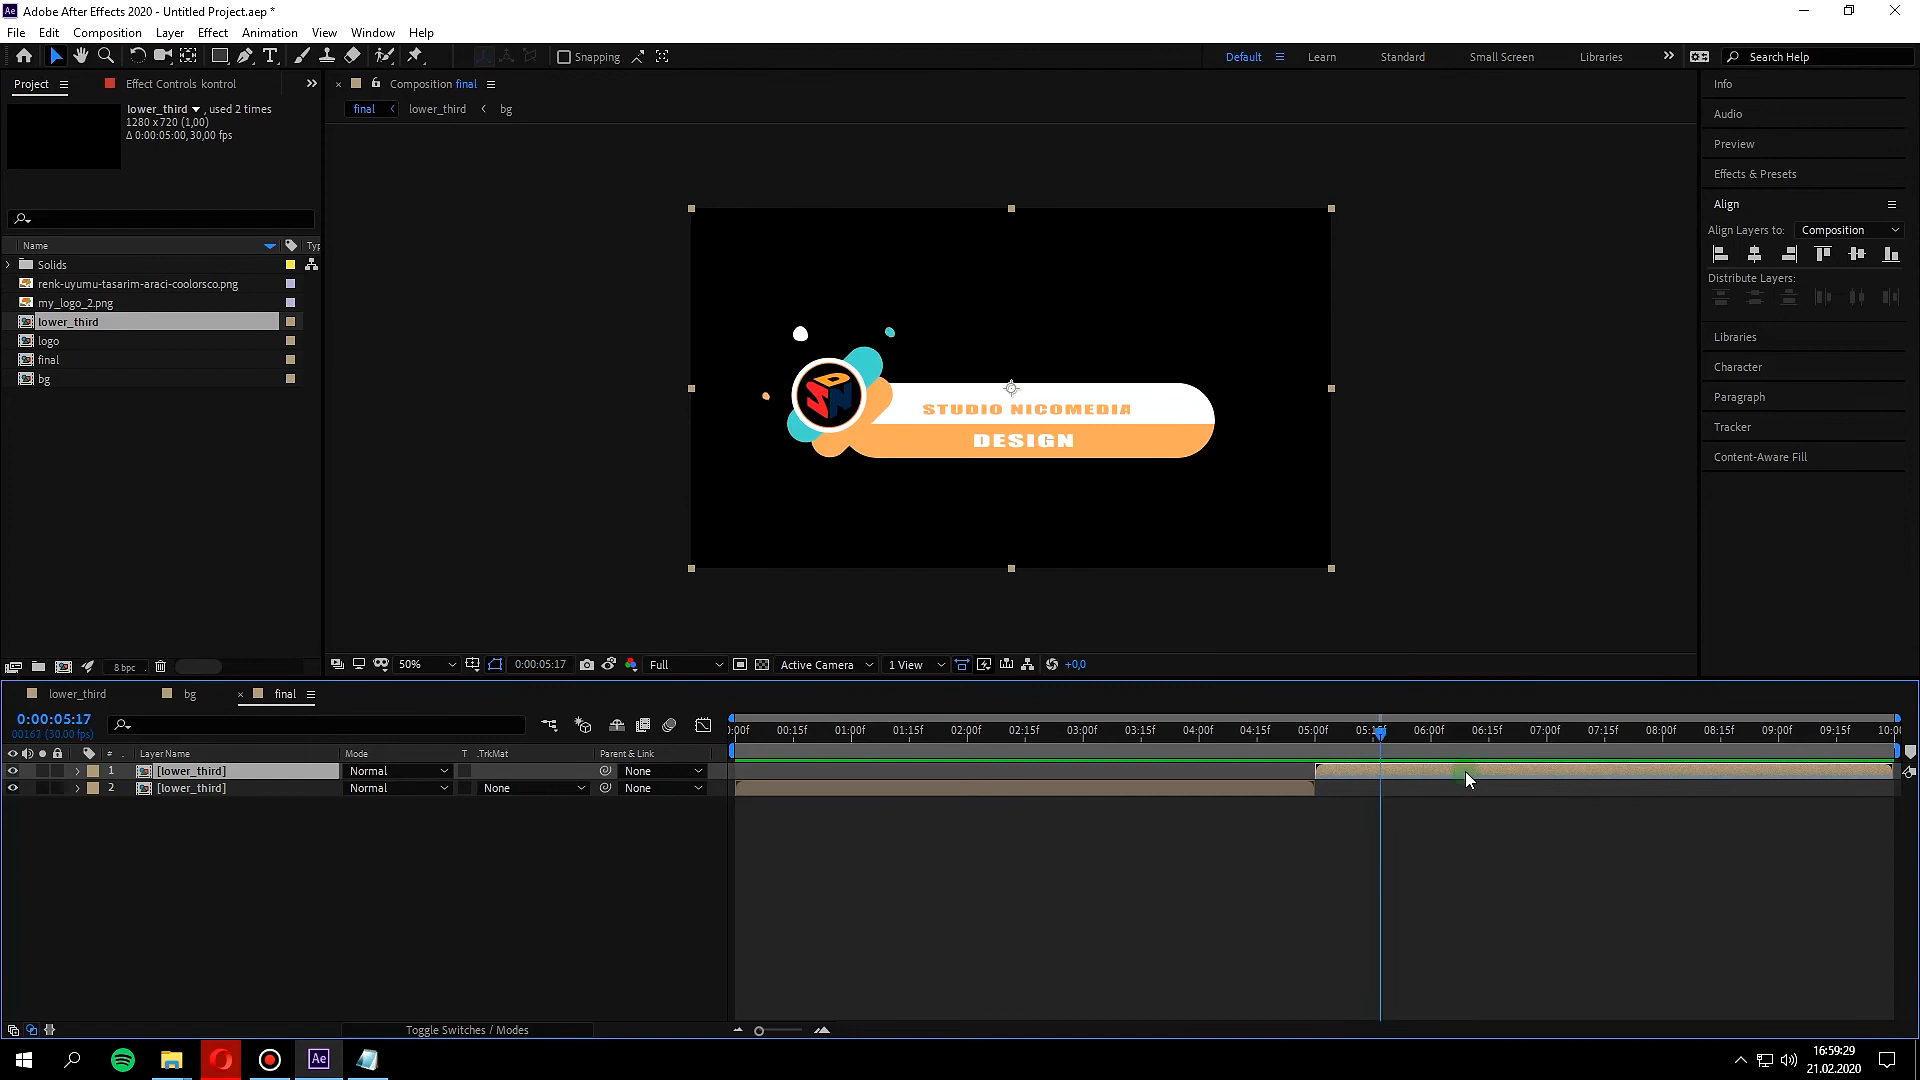 Adobe After Effects 2020 - Untitled Project.aep *
File Edit Composition Layer Effect Animation View Window Help
Snapping
Default Learn Standard Small Screen Libraries Search Help
Project Effect Controls kontrol
Composition final
final lower_third bg
lower_third , used 2 times
1280 x 720 (1,00)
Δ 0:00:05:00, 30,00 fps
Name Typ
Solids
renk-uyumu-tasarim-araci-coolorsco.png
my_logo_2.png
lower_third
logo
final
bg
8 bpc
STUDIO NICOMEDIA
DESIGN
50% 0:00:05:17 Full Active Camera 1 View +0,0
Info
Audio
Preview
Effects & Presets
Align
Align Layers to: Composition
Distribute Layers:
Libraries
Character
Paragraph
Tracker
Content-Aware Fill
lower_third bg final
0:00:05:17
00167 (30.00 fps)
:00f 00:15f 01:00f 01:15f 02:00f 02:15f 03:00f 03:15f 04:00f 04:15f 05:00f 05:1 06:00f 06:15f 07:00f 07:15f 08:00f 08:15f 09:00f 09:15f 10:00
# Layer Name Mode T .TrkMat Parent & Link
1 [lower_third] Normal None
2 [lower_third] Normal None None
Toggle Switches / Modes
Ae
16:59:29
21.02.2020